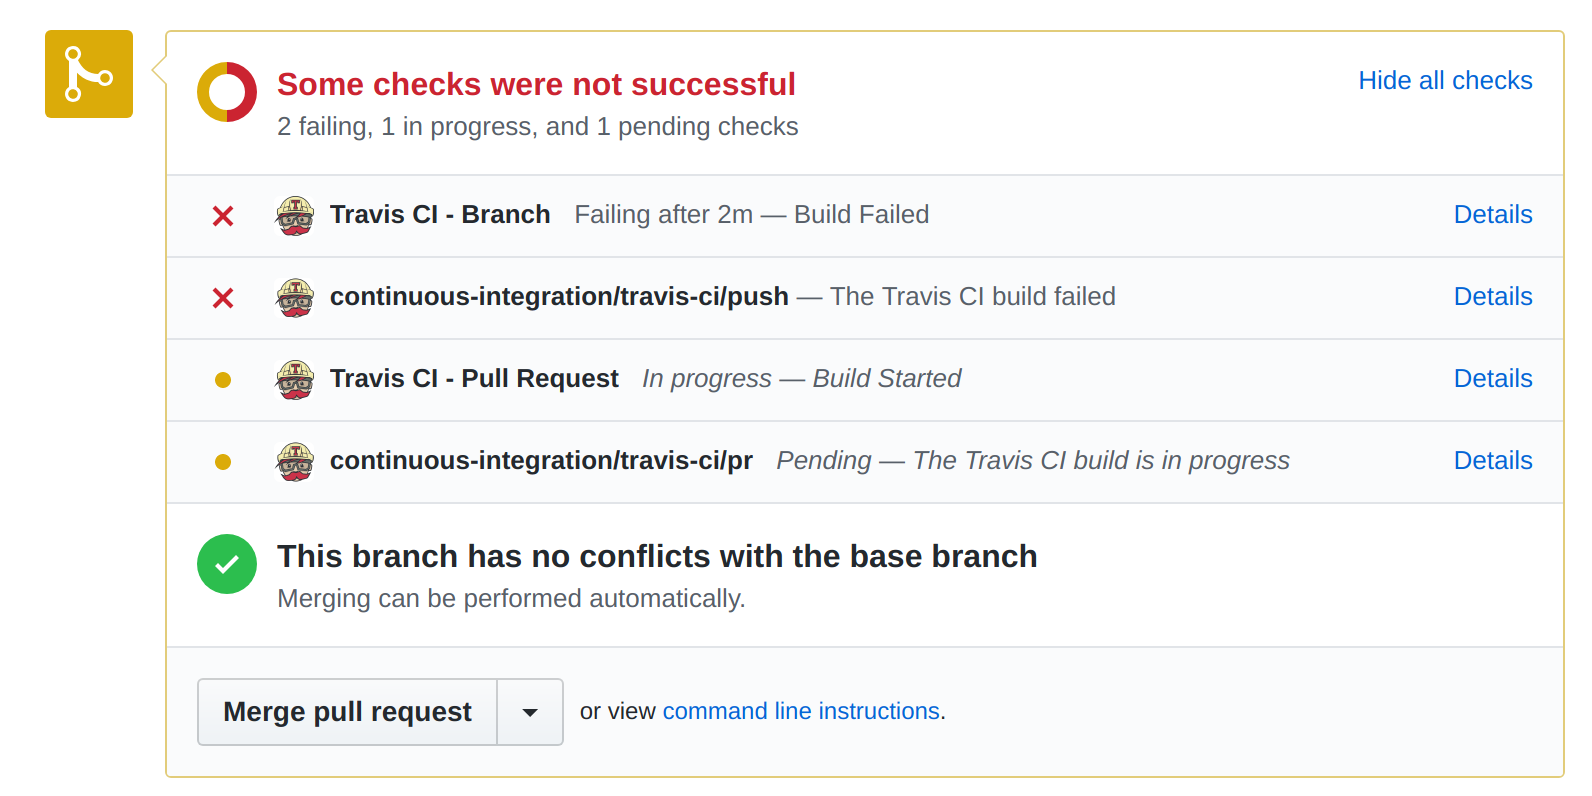 Some checks were not successful
Hide all checks
2 failing, 1 in progress, and 1 pending checks
Travis CI - Branch Failing after 2m — Build Failed Details
continuous-integration/travis-ci/push — The Travis CI build failed Details
Travis CI - Pull Request In progress — Build Started Details
continuous-integration/travis-ci/pr Pending — The Travis CI build is in progress Details
This branch has no conflicts with the base branch
Merging can be performed automatically.
Merge pull request or view command line instructions.